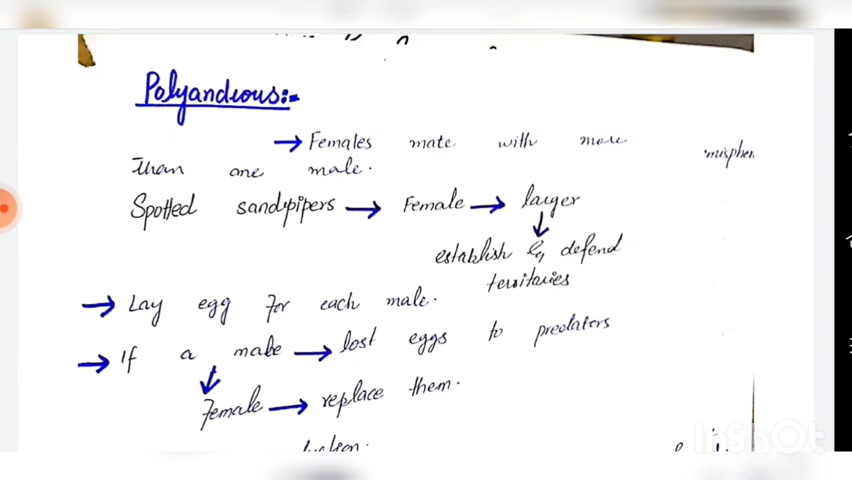 Polyandrous:-
→ Females mate with more
than one male.
Spotted sandpipers → Female → larger
establish & defend
territories
→ Lay egg for each male.
→ If a male → lost eggs to predators
Female → replace them.
InShOt